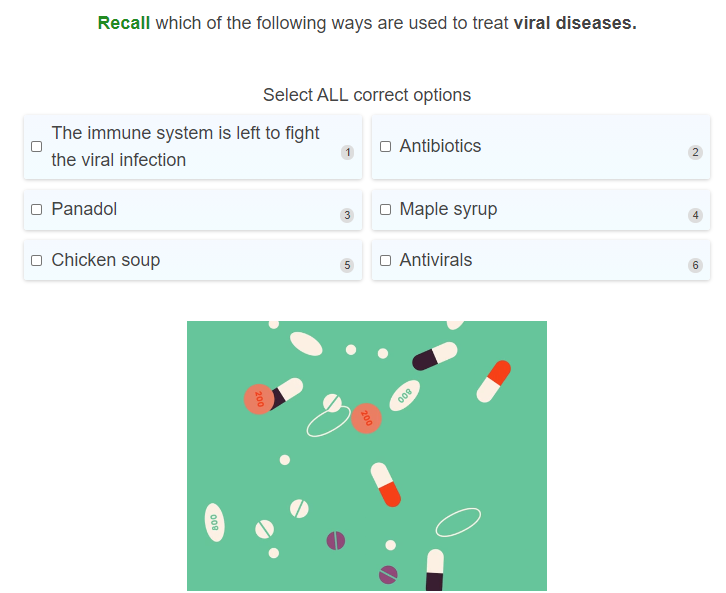 Recall which of the following ways are used to treat viral diseases.
Select ALL correct options
The immune system is left to fight
the viral infection
1
Antibiotics
2
Panadol
3
Maple syrup
4
Chicken soup
5
Antivirals
6
200
200
800
800